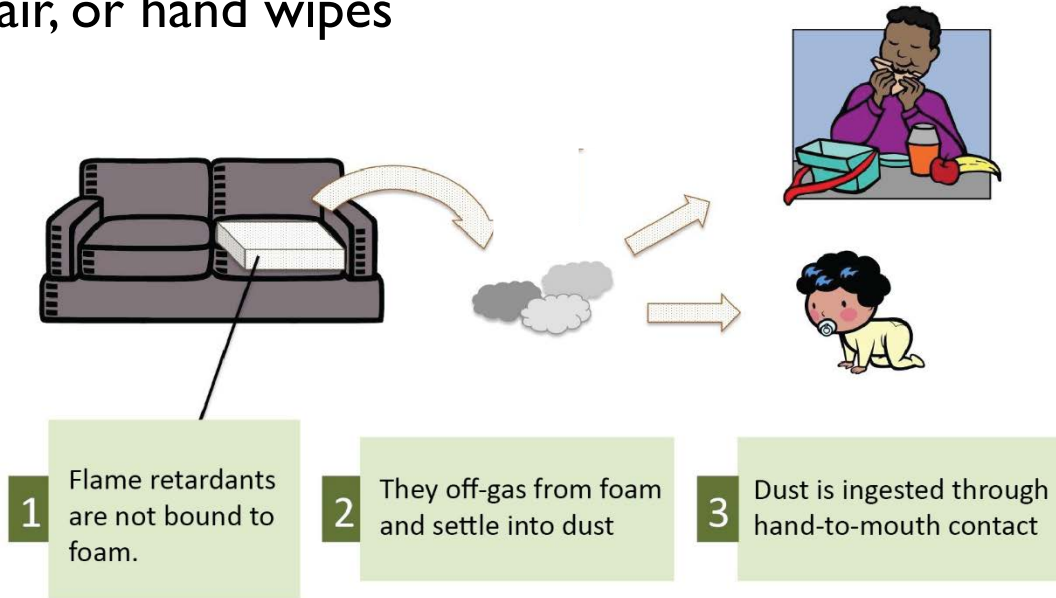 air, or hand wipes
1
Flame retardants
are not bound to
foam.
2
They off-gas from foam
and settle into dust
3
Dust is ingested through
hand-to-mouth contact